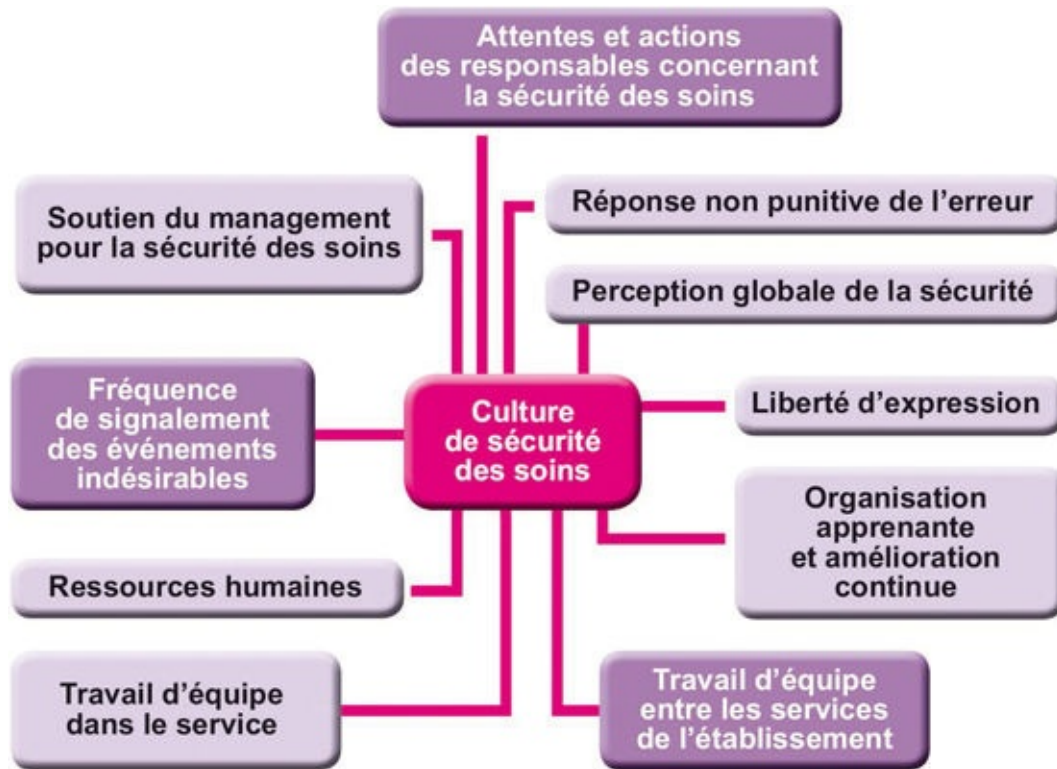 Attentes et actions
des responsables concernant
la sécurité des soins
Soutien du management
pour la sécurité des soins
Réponse non punitive de l’erreur
Perception globale de la sécurité
Fréquence
de signalement
des événements
indésirables
Culture
de sécurité
des soins
Liberté d’expression
Organisation
apprenante
et amélioration
continue
Ressources humaines
Travail d’équipe
dans le service
Travail d’équipe
entre les services
de l’établissement